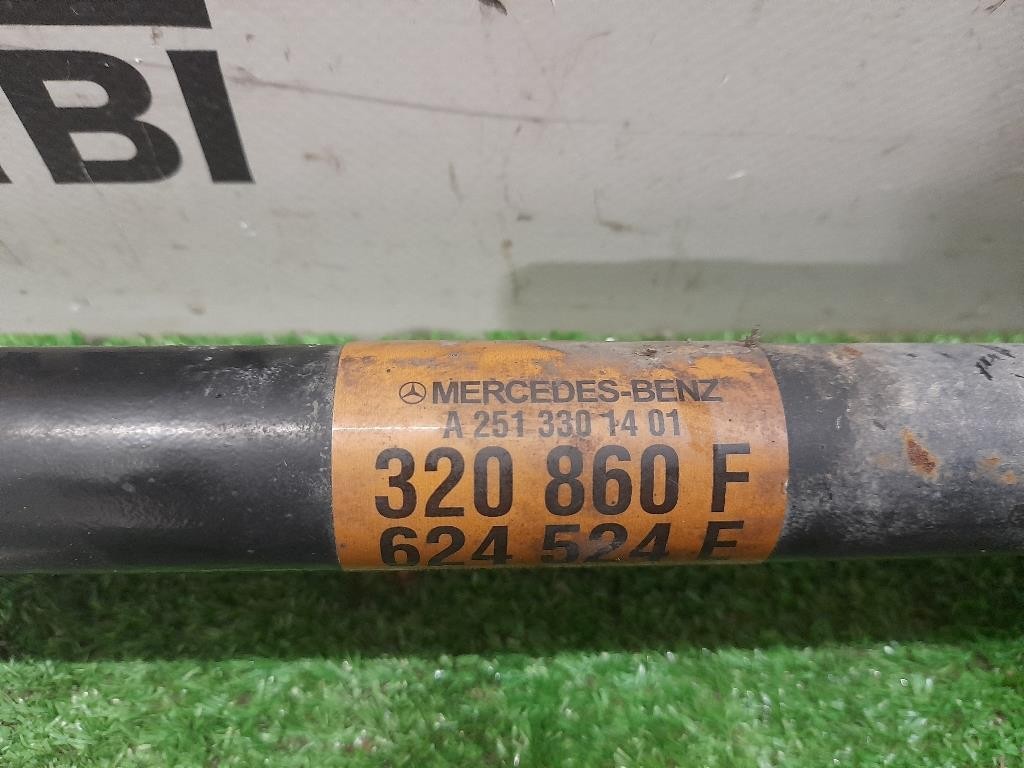 BI
MERCEDES-BENZ
A 251 330 14 01
320 860 F
624 524 F